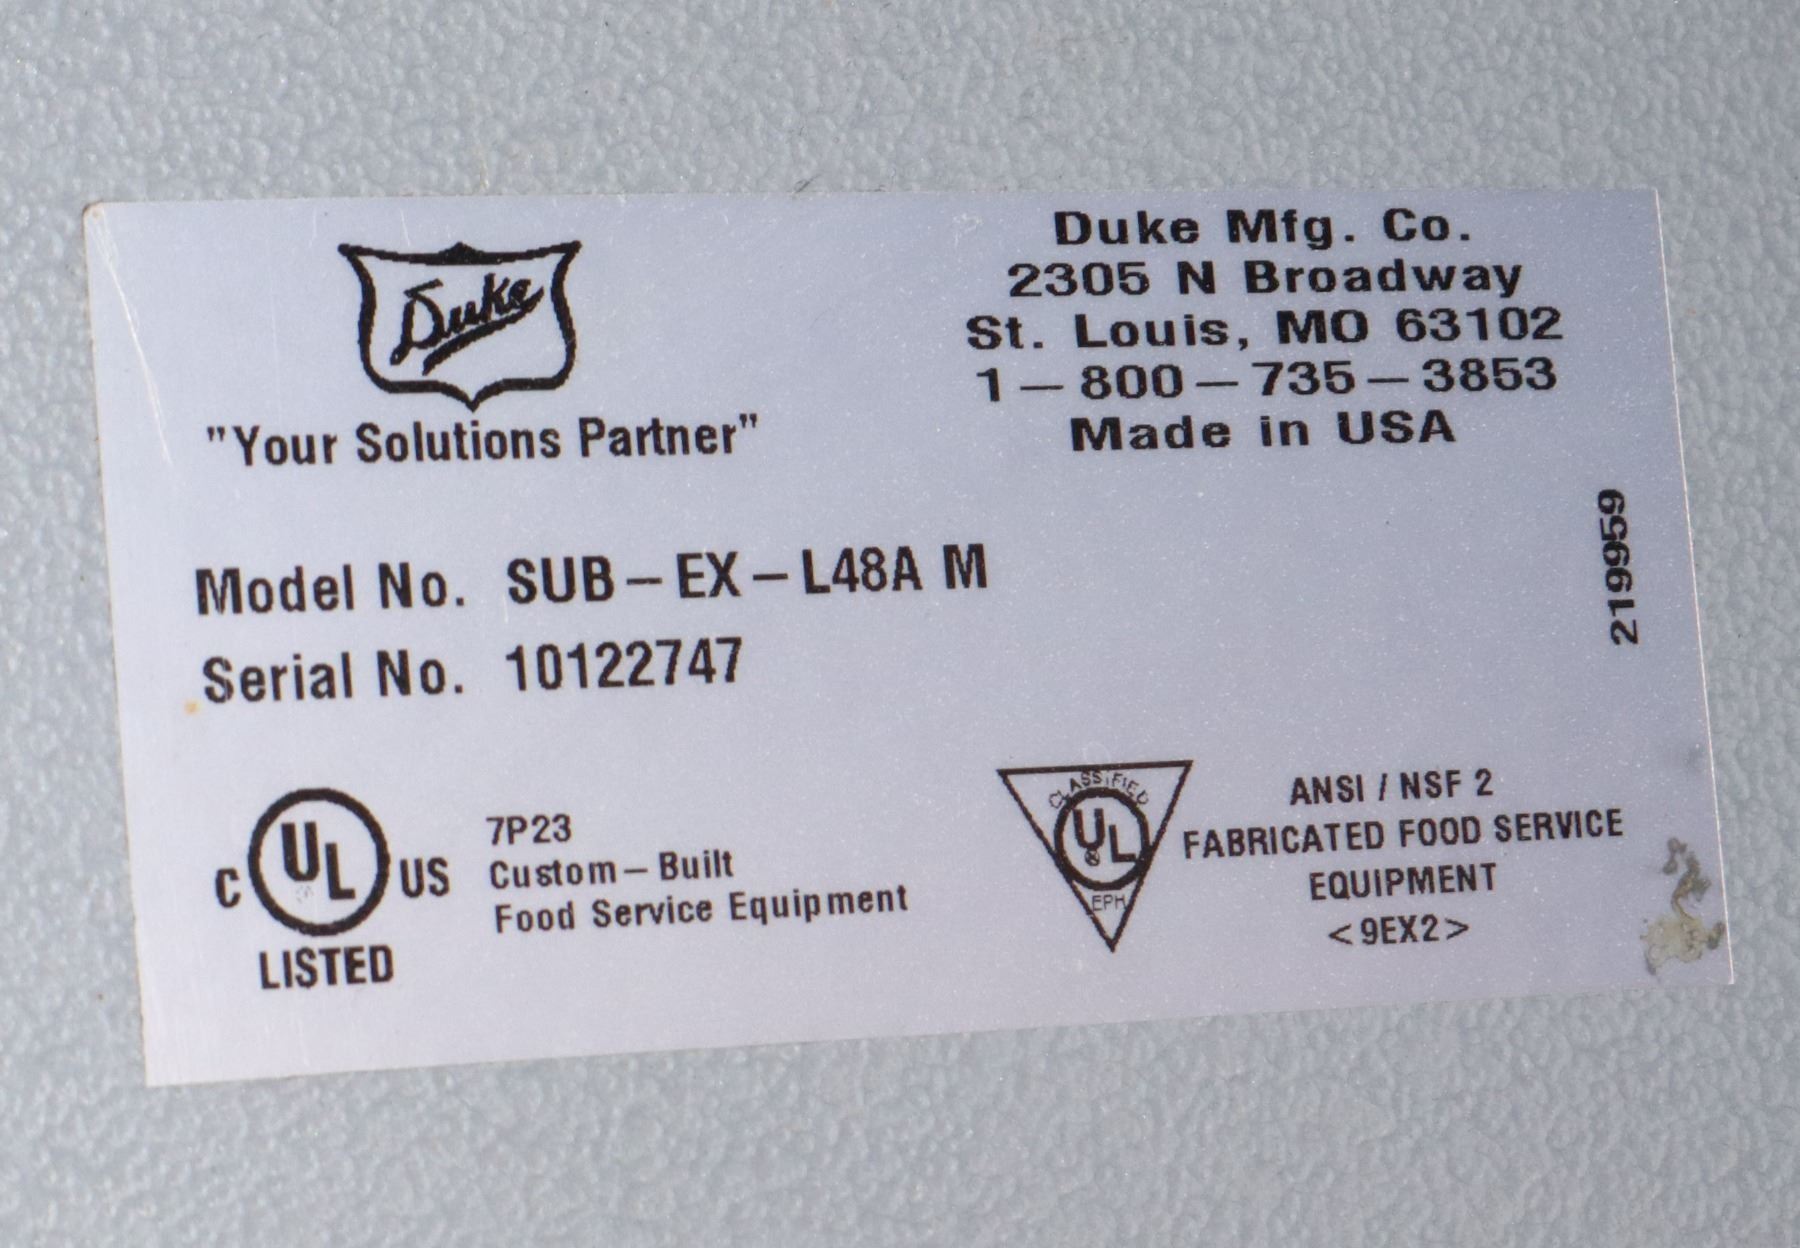 Duke
"Your Solutions Partner"
Duke Mfg. Co.
2305 N Broadway
St. Louis, MO 63102
1-800-735-3853
Made in USA
219959
Model No. SUB-EX-L48A M
Serial No. 10122747
C UL US
LISTED
7P23
Custom-Built
Food Service Equipment
CLASSIFIED
UL
EPH
ANSI / NSF 2
FABRICATED FOOD SERVICE
EQUIPMENT
<9EX2>